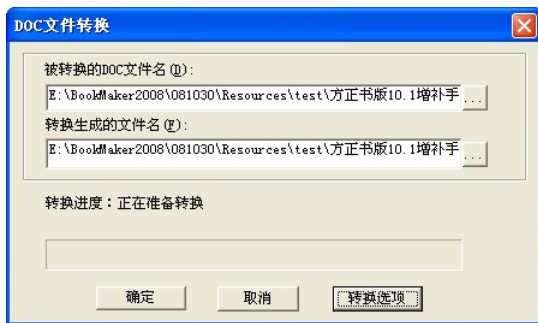 DOC文件转换
被转换的DOC文件名(D):
E:\BookMaker2008\081030\Resources\test\方正书版10.1增补手
...
转换生成的文件名(F):
E:\BookMaker2008\081030\Resources\test\方正书版10.1增补手
...
转换进度：正在准备转换
确定 取消 转换选项